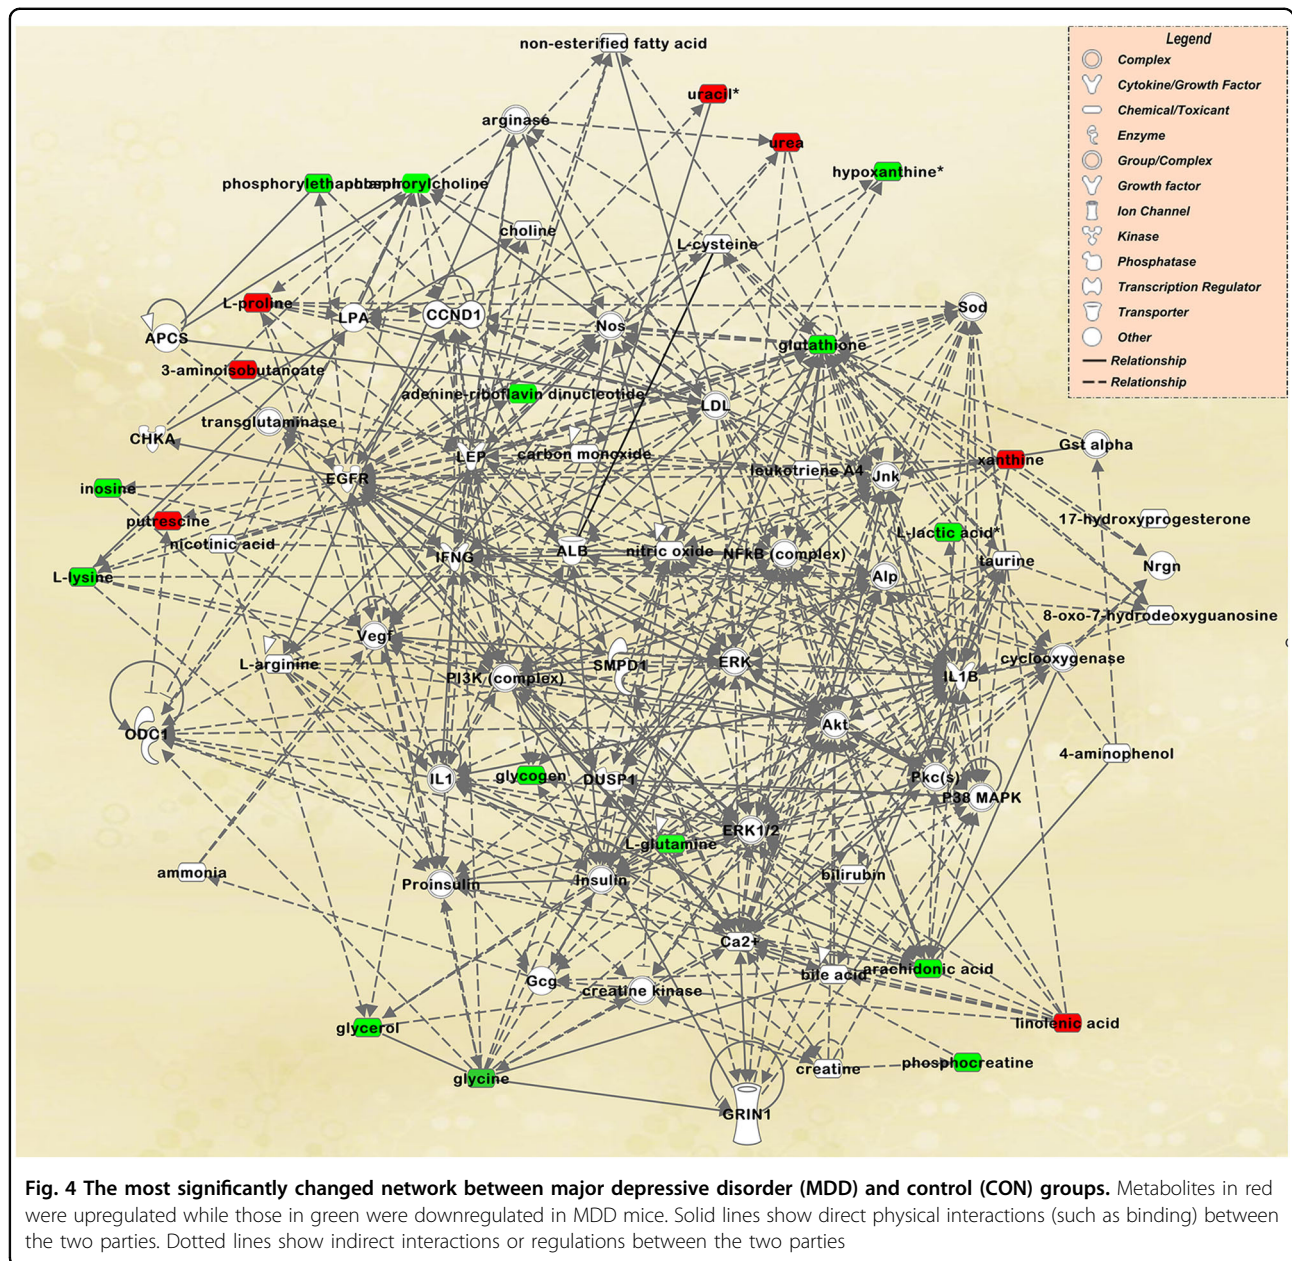 non-esterified fatty acid
Legend
Complex
Cytokine/Growth Factor
Chemical/Toxicant
Enzyme
Group/Complex
Growth factor
Ion Channel
Kinase
Phosphatase
Transcription Regulator
Transporter
Other
Relationship
Relationship
uracil*
arginase
urea
hypoxanthine*
phosphorylethanolamine
phosphorylcholine
choline
L-cysteine
L-proline
LPA
CCND1
Nos
Sod
APCS
glutathione
3-aminoisobutanoate
adenine-riboflavin dinucleotide
LDL
transglutaminase
CHKA
LEP
carbon monoxide
Gst alpha
xanthine
leukotriene A4
Jnk
EGFR
inosine
putrescine
17-hydroxyprogesterone
L-lactic acid*
nicotinic acid
IFNG
ALB
nitric oxide
NFkB (complex)
taurine
Nrgn
L-lysine
Alp
8-oxo-7-hydrodeoxyguanosine
Vegf
L-arginine
SMPD1
ERK
cyclooxygenase
PI3K (complex)
IL1B
ODC1
Akt
4-aminophenol
IL1
glycogen
DUSP1
Pkc(s)
P38 MAPK
L-glutamine
ERK1/2
ammonia
Proinsulin
Insulin
bilirubin
Ca2+
Gcg
creatine kinase
bile acid
arachidonic acid
glycerol
linolenic acid
glycine
creatine
phosphocreatine
GRIN1
Fig. 4 The most significantly changed network between major depressive disorder (MDD) and control (CON) groups. Metabolites in red
were upregulated while those in green were downregulated in MDD mice. Solid lines show direct physical interactions (such as binding) between
the two parties. Dotted lines show indirect interactions or regulations between the two parties